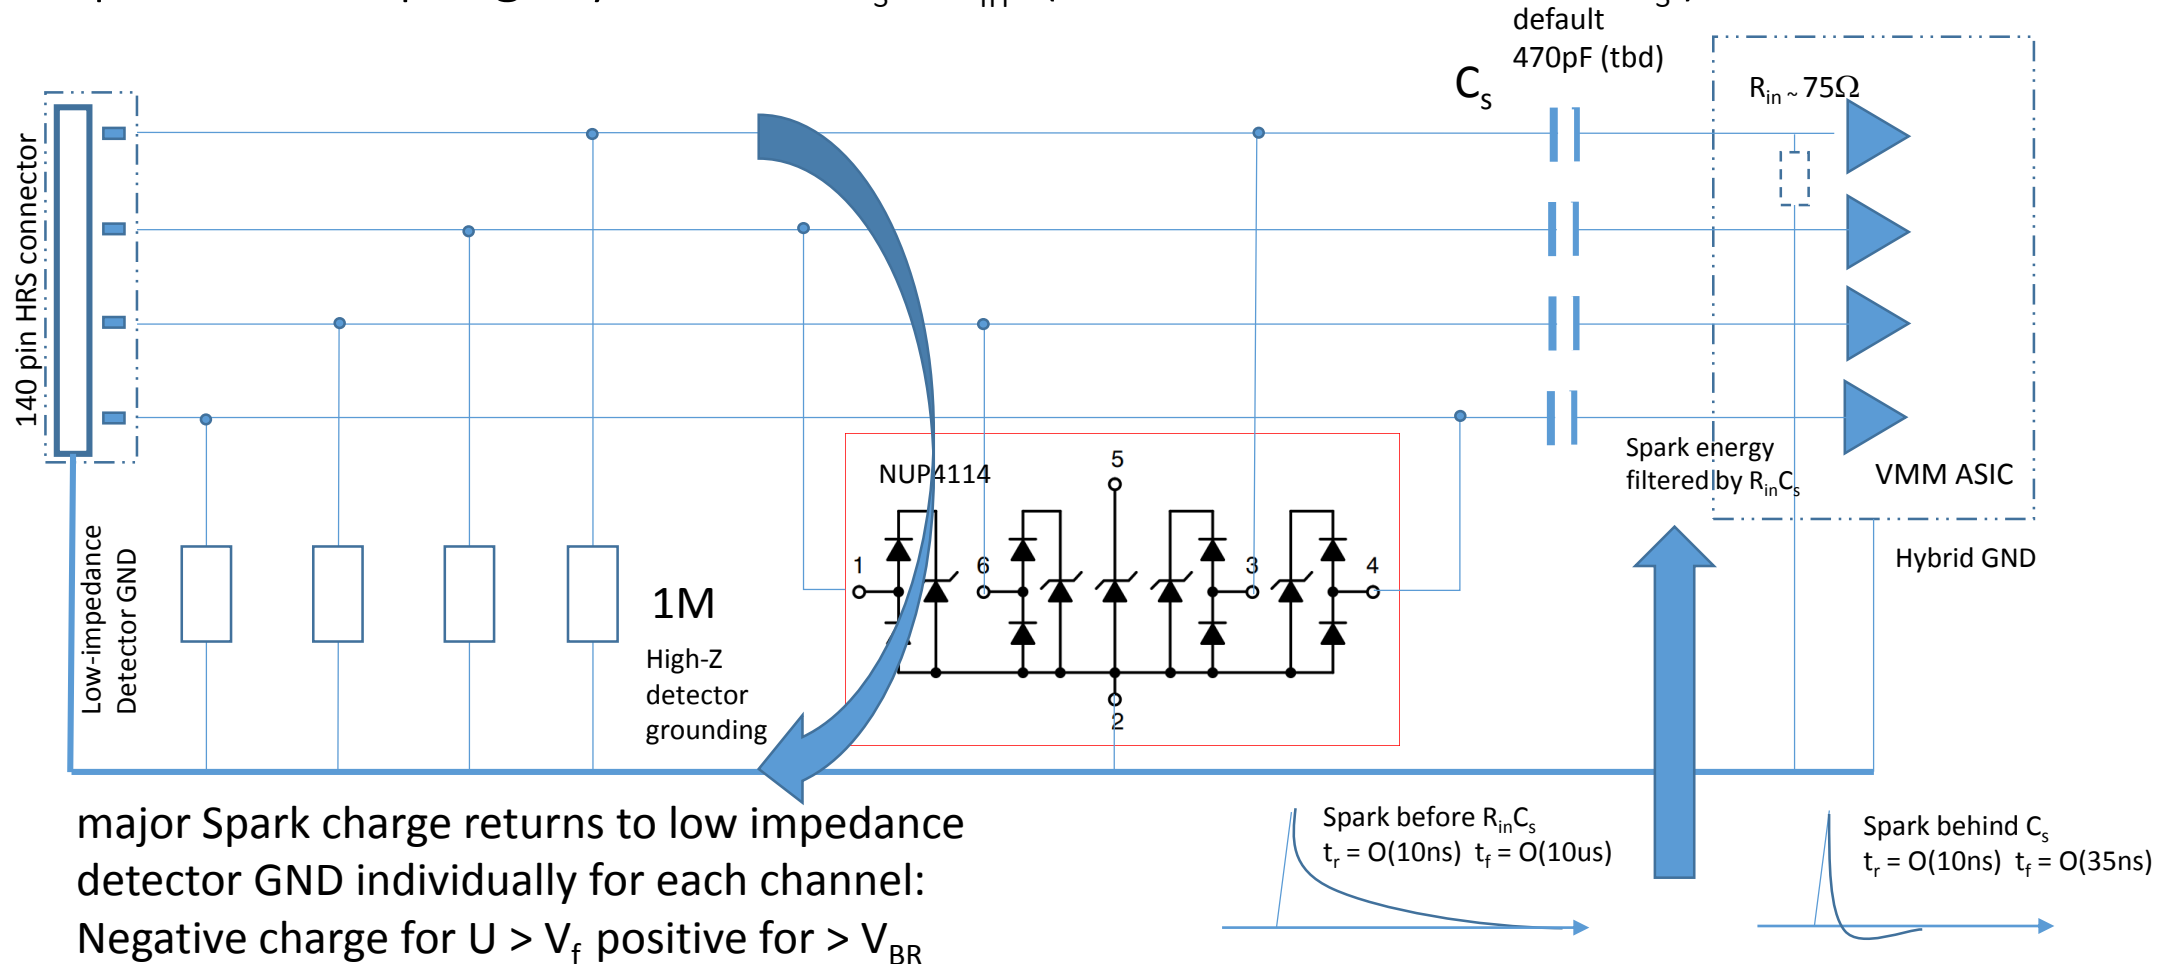 default
470pF (tbd)
C_s
R_in ~ 75Ω
140 pin HRS connector
NUP4114
5
1
6
3
4
2
Spark energy
filtered by R_inC_s
VMM ASIC
Hybrid GND
Low-impedance
Detector GND
1M
High-Z
detector
grounding
major Spark charge returns to low impedance
detector GND individually for each channel:
Negative charge for U > V_f positive for > V_BR
Spark before R_inC_s
t_r = O(10ns) t_f = O(10us)
Spark behind C_s
t_r = O(10ns) t_f = O(35ns)